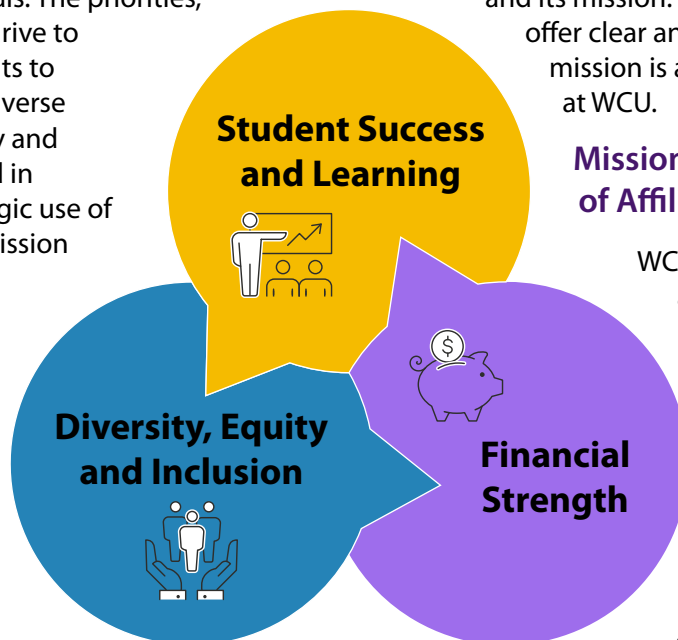 The priorities,
rive to
ts to
verse
y and
in
gic use of
ission
Student Success
and Learning
$
Diversity, Equity
and Inclusion
Financial
Strength
and its mission.
offer clear an
mission is a
at WCU.
Mission
of Affil
WC